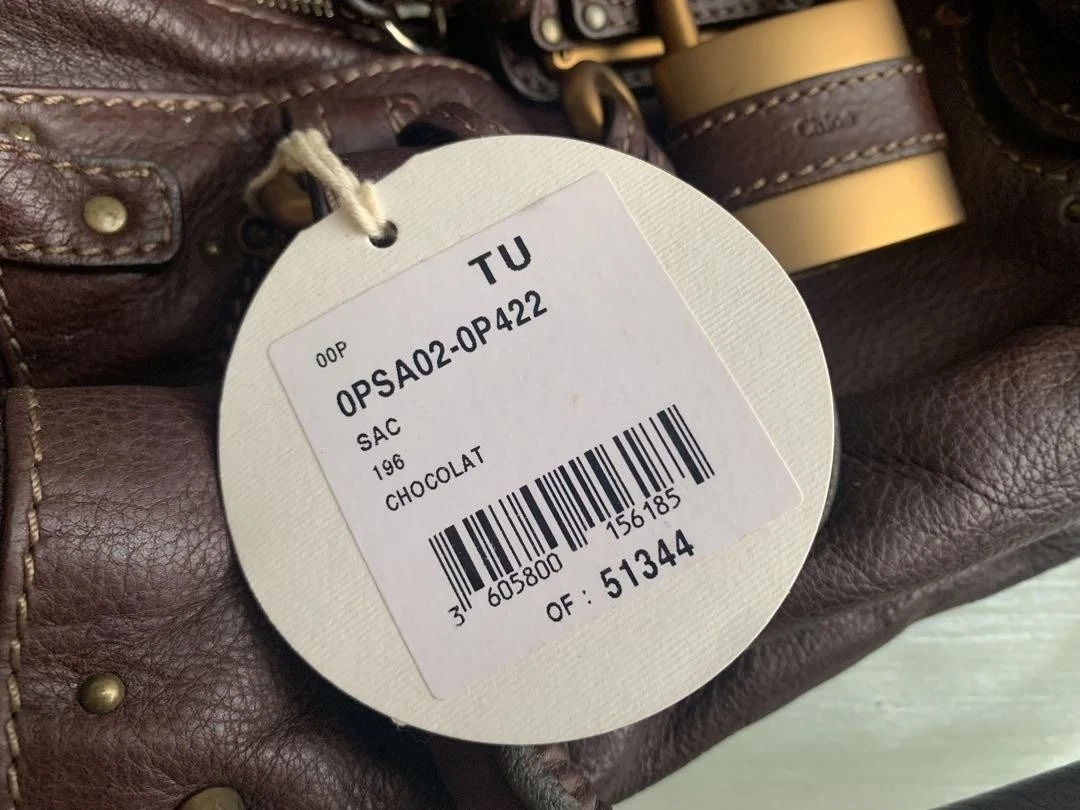 Chloé
TU
00P
0PSA02-0P422
SAC
196
CHOCOLAT
3 605800 156185
OF : 51344